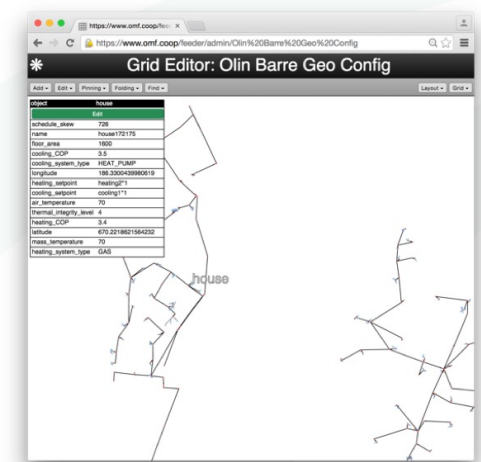 https://www.omf.coop/fee
https://www.omf.coop/feeder/admin/Olin%20Barre%20Geo%20Config
Grid Editor: Olin Barre Geo Config
Add Edit Pinning Folding Find Layout Grid
object house
Edit
schedule_skew 726
name house172175
floor_area 1600
cooling_COP 3.5
cooling_system_type HEAT_PUMP
longitude 186.3300439980619
heating_setpoint heating2*1
cooling_setpoint cooling1*1
air_temperature 70
thermal_integrity_level 4
heating_COP 3.4
latitude 670.2218621564232
mass_temperature 70
heating_system_type GAS
house